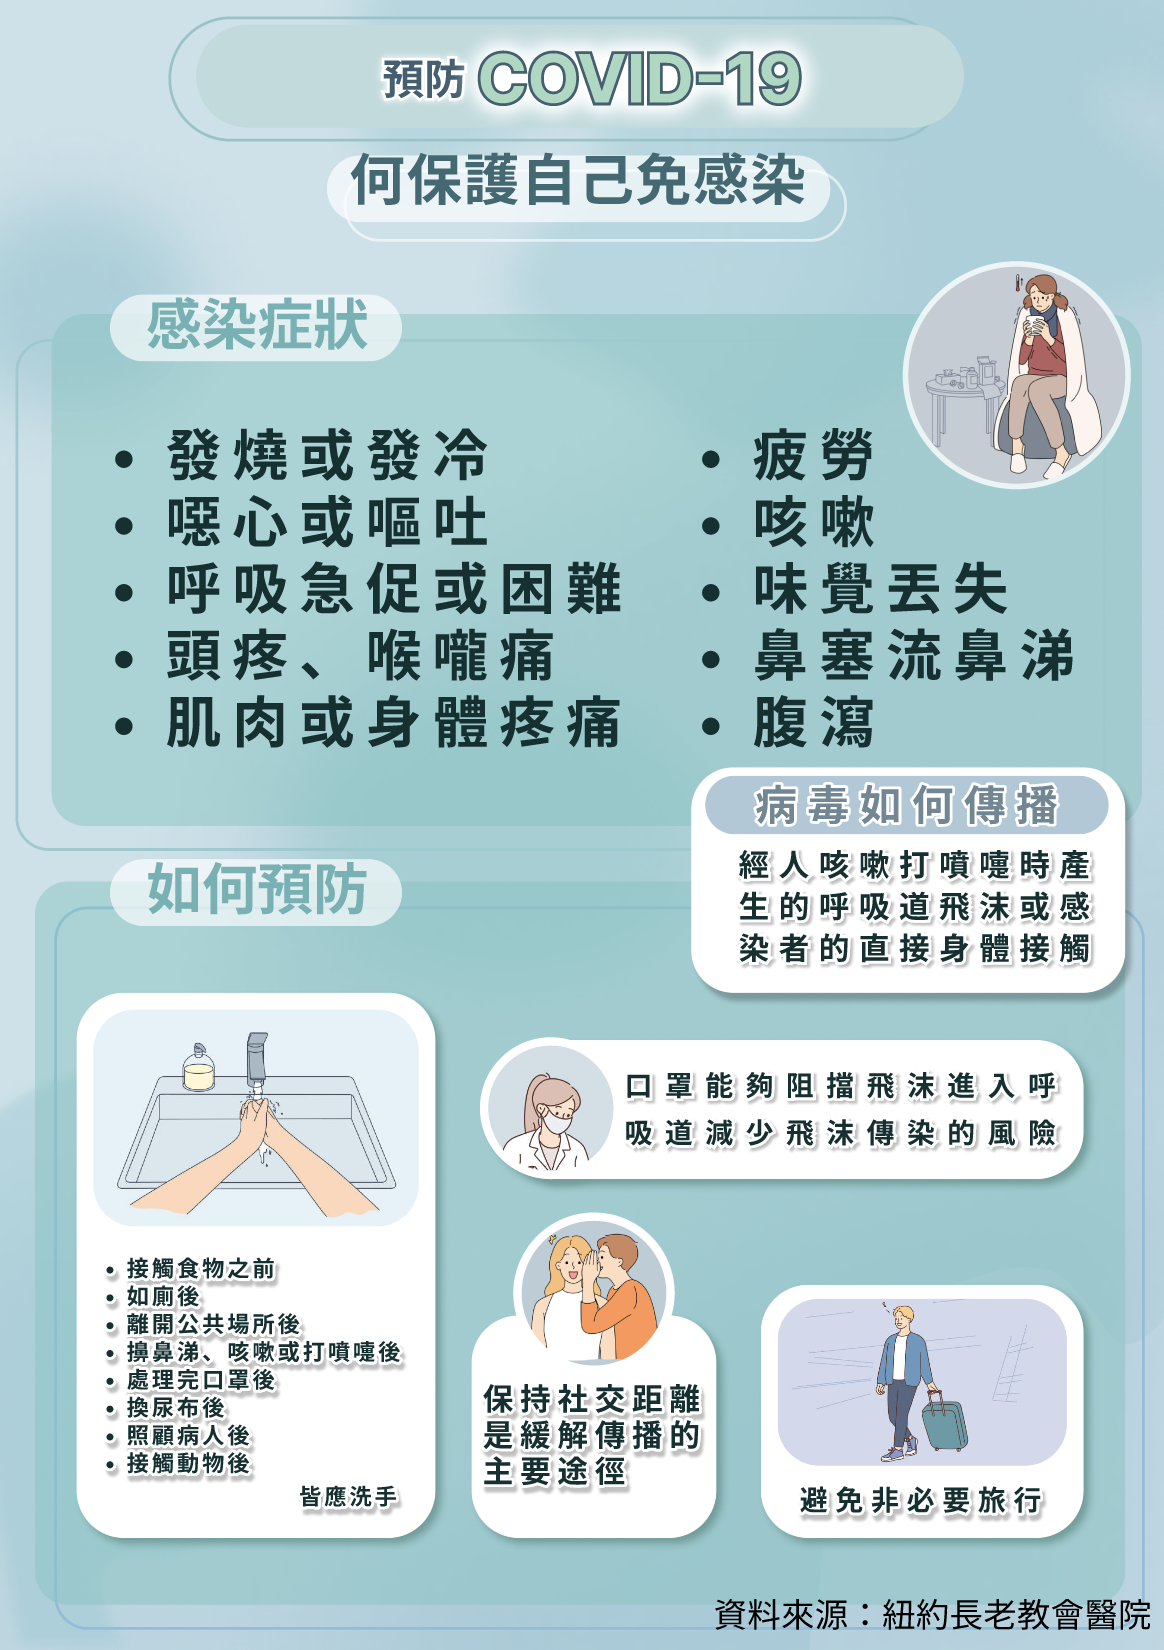 預防 COVID-19
何保護自己免感染
感染症狀
• 發燒或發冷
• 噁心或嘔吐
• 呼吸急促或困難
• 頭疼、喉嚨痛
• 肌肉或身體疼痛
• 疲勞
• 咳嗽
• 味覺丟失
• 鼻塞流鼻涕
• 腹瀉
病毒如何傳播
經人咳嗽打噴嚏時產
生的呼吸道飛沫或感
染者的直接身體接觸
如何預防
• 接觸食物之前
• 如廁後
• 離開公共場所後
• 擤鼻涕、咳嗽或打噴嚏後
• 處理完口罩後
• 換尿布後
• 照顧病人後
• 接觸動物後
皆應洗手
口罩能夠阻擋飛沫進入呼
吸道減少飛沫傳染的風險
保持社交距離
是緩解傳播的
主要途徑
避免非必要旅行
資料來源：紐約長老教會醫院